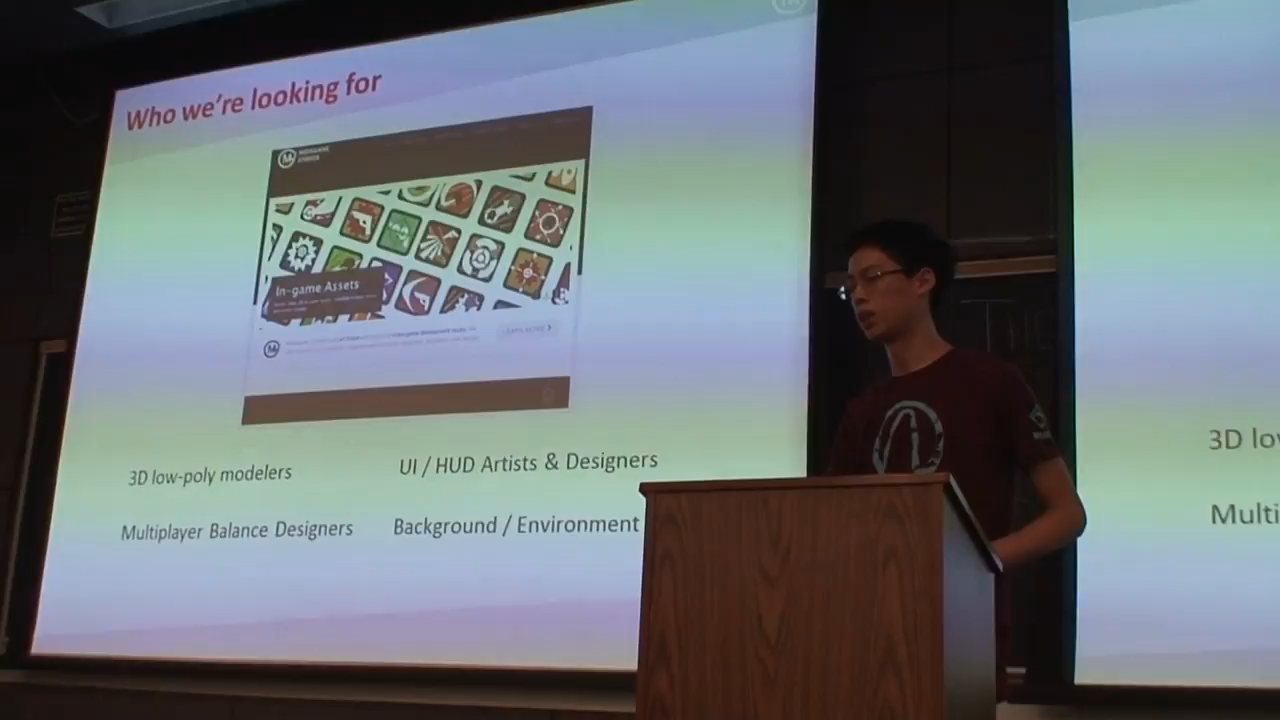 Who we're looking for
In-game Assets
3D low-poly modelers
UI / HUD Artists & Designers
Multiplayer Balance Designers
Background / Environment
3D lo
Multi